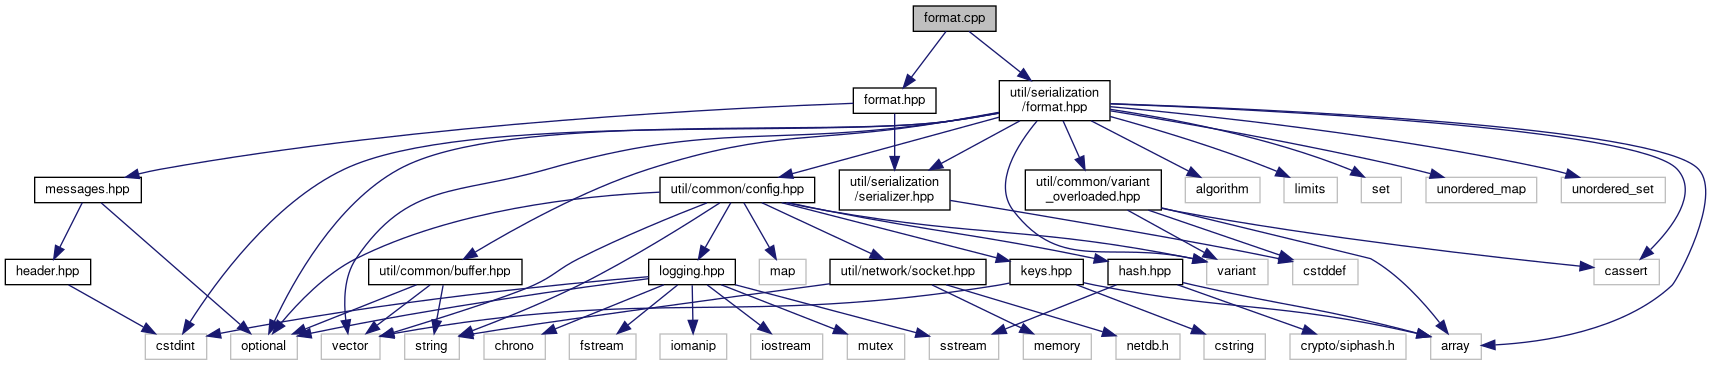 format.cpp
format.hpp
util/serialization
/format.hpp
messages.hpp
util/common/config.hpp
util/serialization
/serializer.hpp
util/common/variant
_overloaded.hpp
algorithm
limits
set
unordered_map
unordered_set
header.hpp
util/common/buffer.hpp
logging.hpp
map
util/network/socket.hpp
keys.hpp
hash.hpp
variant
cstddef
cassert
cstdint
optional
vector
string
chrono
fstream
iomanip
iostream
mutex
sstream
memory
netdb.h
cstring
crypto/siphash.h
array